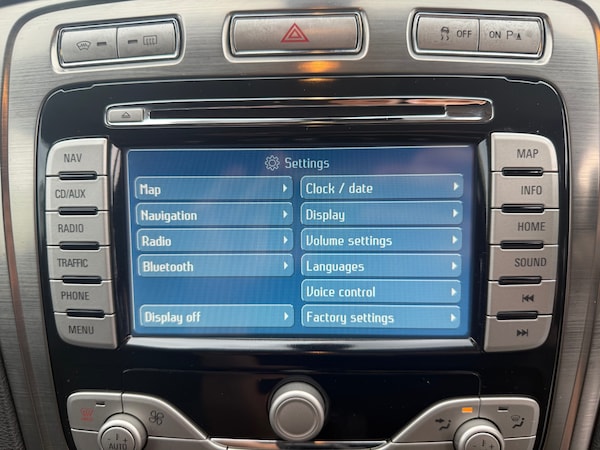 OFF
ON P
NAV
CD/AUX
RADIO
TRAFFIC
PHONE
MENU
Settings
Map
Navigation
Radio
Bluetooth
Display off
Clock / date
Display
Volume settings
Languages
Voice control
Factory settings
MAP
INFO
HOME
SOUND
AUTO